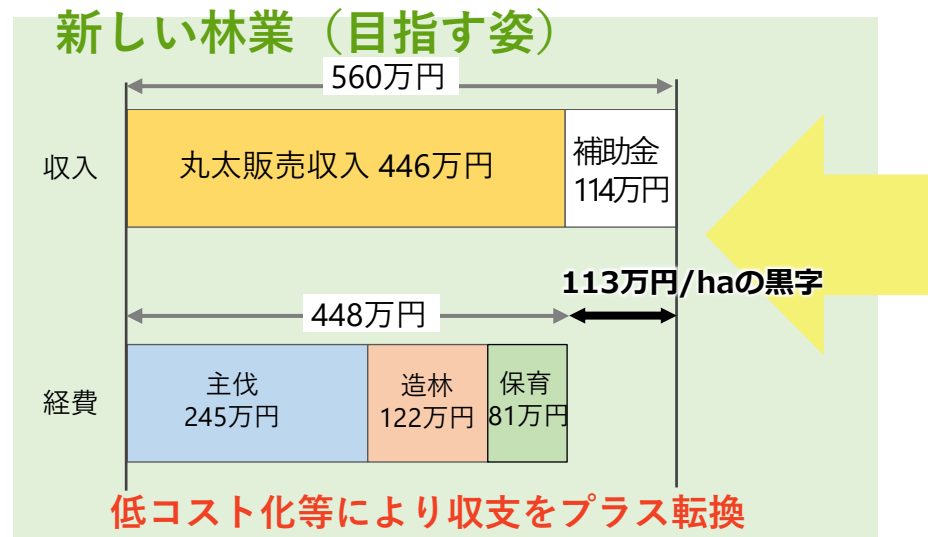 新しい林業（目指す姿）
560万円
収入
丸太販売収入 446万円
補助金
114万円
113万円/haの黒字
448万円
経費
主伐
245万円
造林
122万円
保育
81万円
低コスト化等により収支をプラス転換